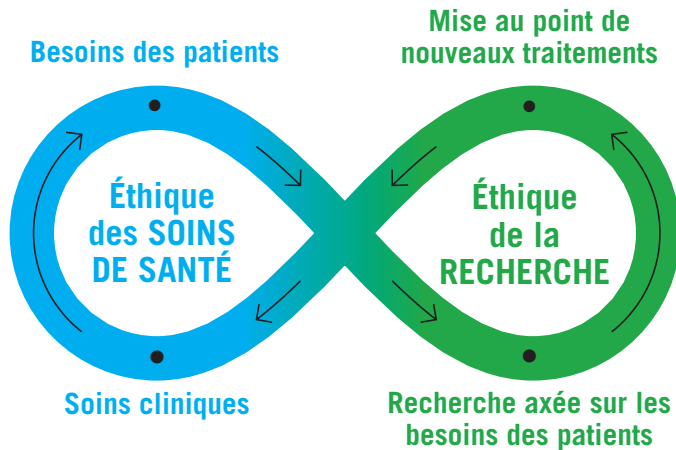 Besoins des patients
Mise au point de
nouveaux traitements
Éthique
des SOINS
DE SANTÉ
Éthique
de la
RECHERCHE
Soins cliniques
Recherche axée sur les
besoins des patients